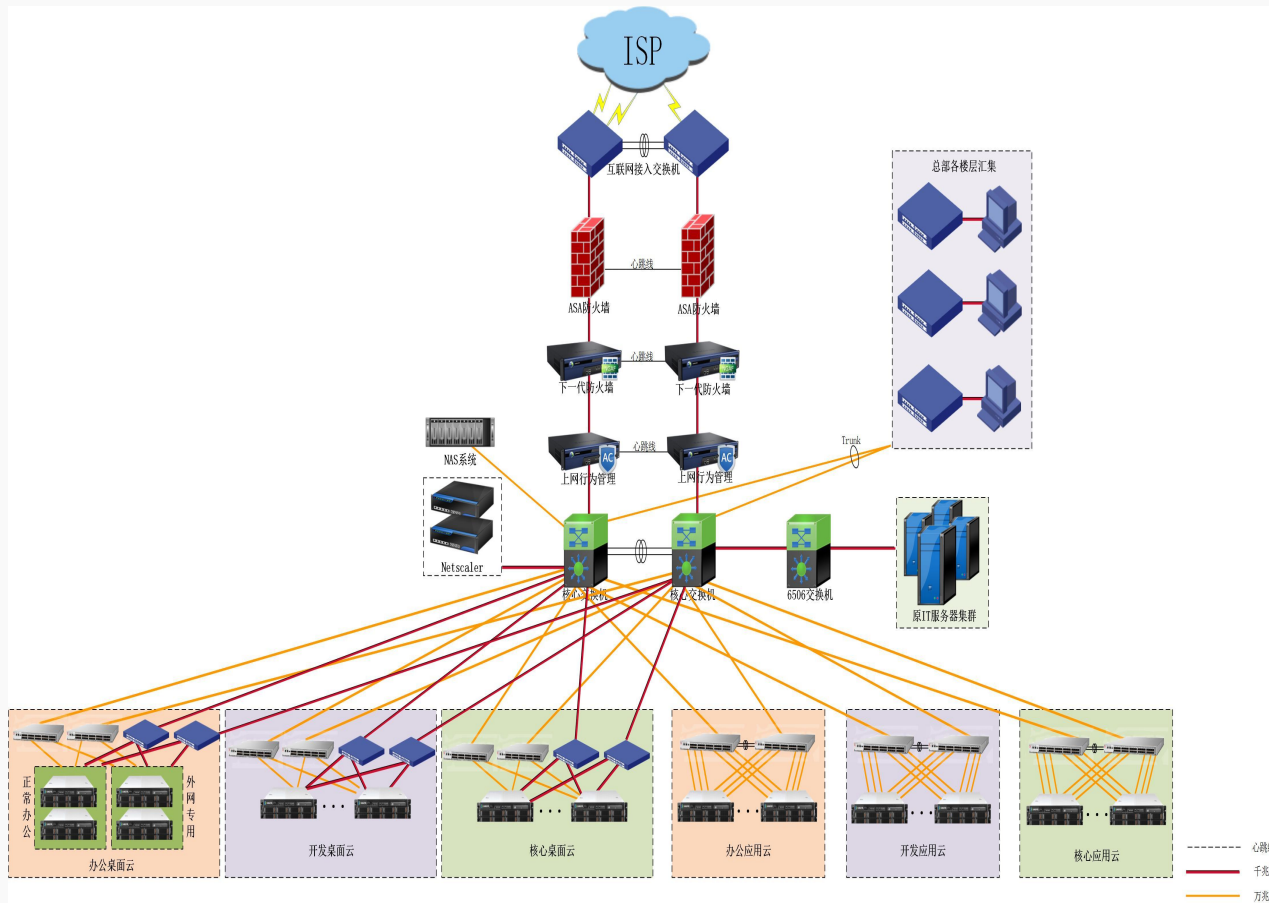 ISP
互联网接入交换机
总部各楼层汇集
心跳线
ASA防火墙
ASA防火墙
心跳线
下一代防火墙
下一代防火墙
Trunk
心跳线
AC
AC
NAS系统
上网行为管理
上网行为管理
Netscaler
核心交换机
核心交换机
6506交换机
原IT服务器集群
正常办公
外网专用
办公桌面云
开发桌面云
核心桌面云
办公应用云
开发应用云
核心应用云
心跳线
千兆
万兆